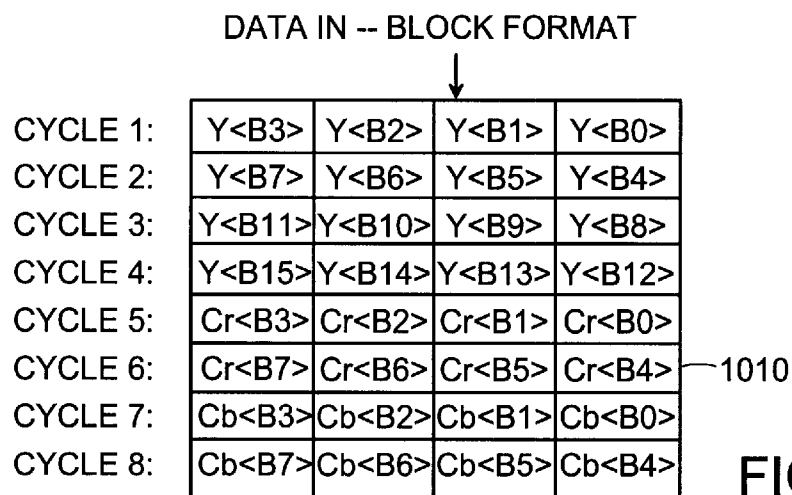 DATA IN -- BLOCK FORMAT
CYCLE 1: Y<B3> Y<B2> Y<B1> Y<B0>
CYCLE 2: Y<B7> Y<B6> Y<B5> Y<B4>
CYCLE 3: Y<B11> Y<B10> Y<B9> Y<B8>
CYCLE 4: Y<B15> Y<B14> Y<B13> Y<B12>
CYCLE 5: Cr<B3> Cr<B2> Cr<B1> Cr<B0>
CYCLE 6: Cr<B7> Cr<B6> Cr<B5> Cr<B4> 1010
CYCLE 7: Cb<B3> Cb<B2> Cb<B1> Cb<B0>
CYCLE 8: Cb<B7> Cb<B6> Cb<B5> Cb<B4>